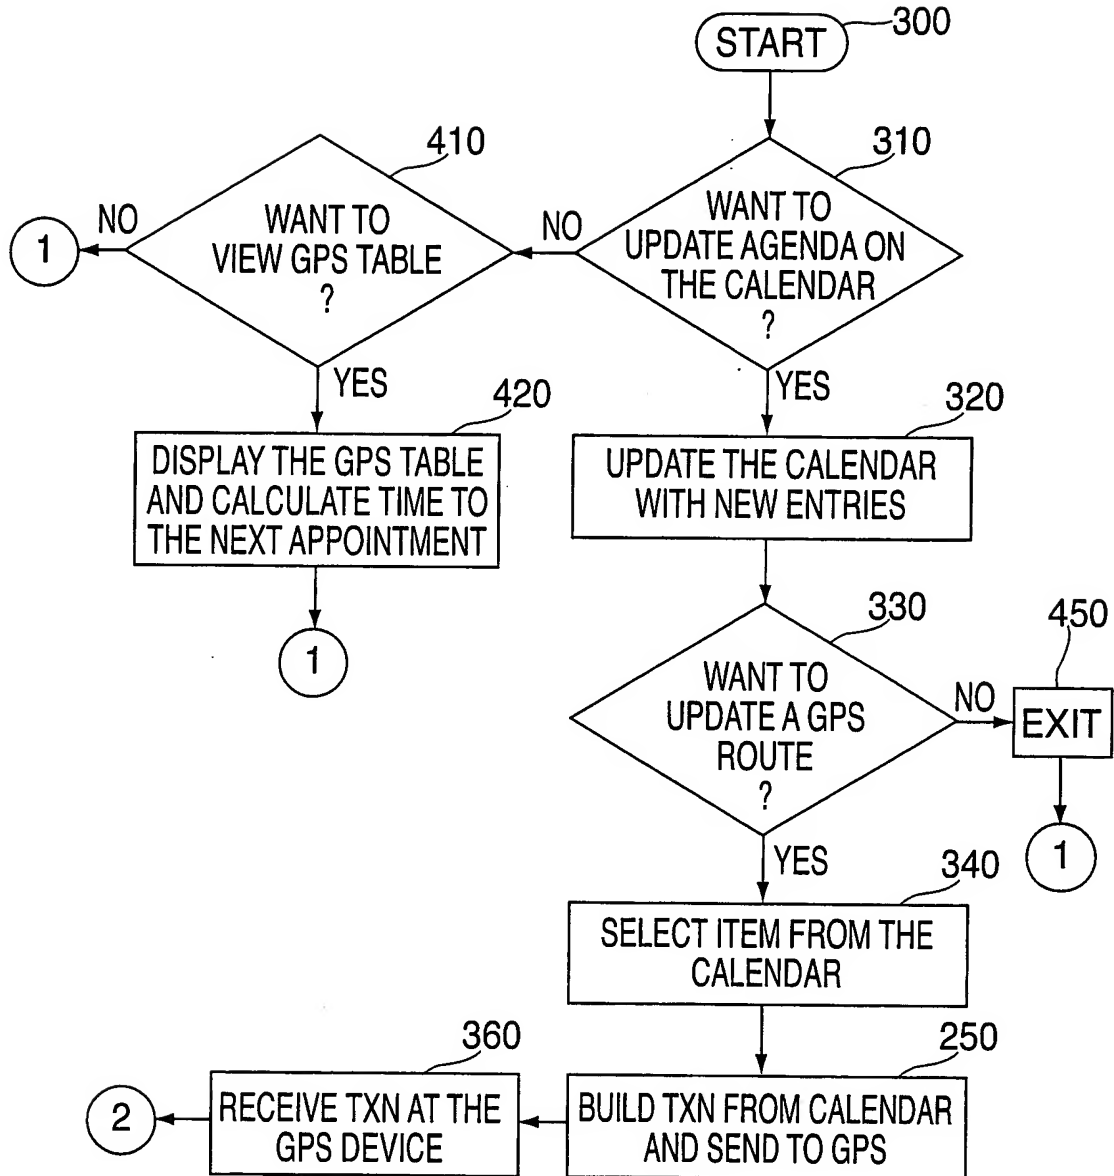 START
300
310
WANT TO
UPDATE AGENDA ON
THE CALENDAR
?
NO
410
WANT TO
VIEW GPS TABLE
?
NO
1
YES
420
DISPLAY THE GPS TABLE
AND CALCULATE TIME TO
THE NEXT APPOINTMENT
1
YES
320
UPDATE THE CALENDAR
WITH NEW ENTRIES
330
WANT TO
UPDATE A GPS
ROUTE
?
NO
450
EXIT
1
YES
340
SELECT ITEM FROM THE
CALENDAR
250
BUILD TXN FROM CALENDAR
AND SEND TO GPS
360
RECEIVE TXN AT THE
GPS DEVICE
2